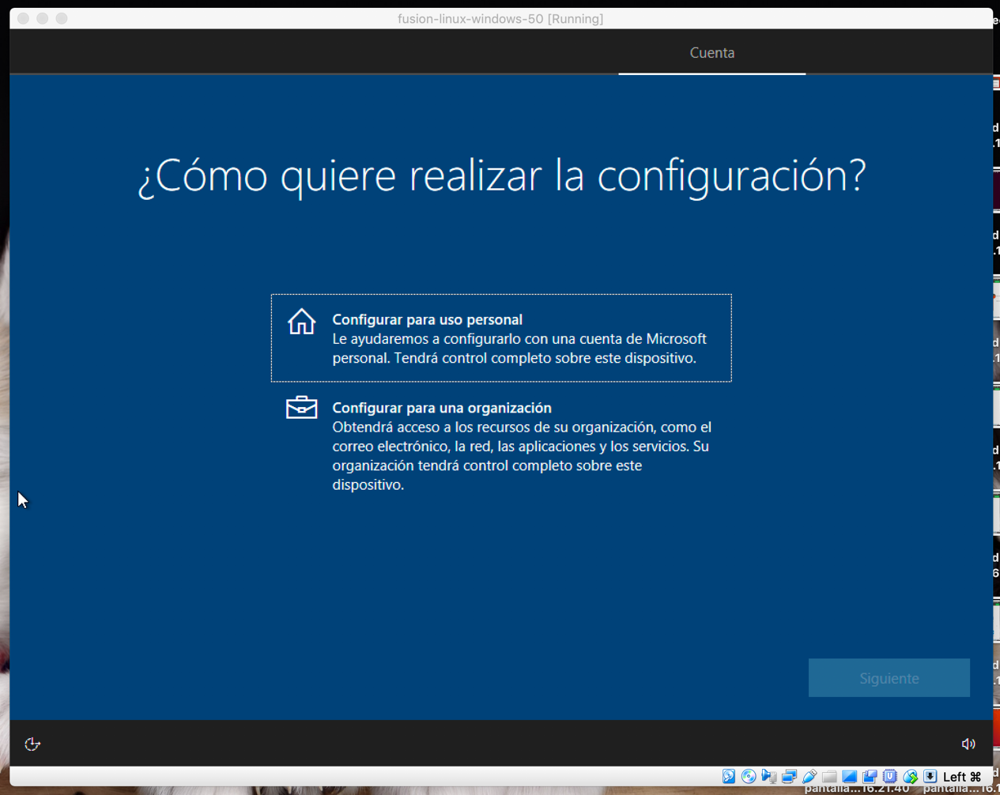 fusion-linux-windows-50 [Running]
Cuenta
¿Cómo quiere realizar la configuración?
Configurar para uso personal
Le ayudaremos a configurarlo con una cuenta de Microsoft
personal. Tendrá control completo sobre este dispositivo.
Configurar para una organización
Obtendrá acceso a los recursos de su organización, como el
correo electrónico, la red, las aplicaciones y los servicios. Su
organización tendrá control completo sobre este
dispositivo.
Siguiente
Left ⌘
pantalla...16.21.40 pantalla...16.16.